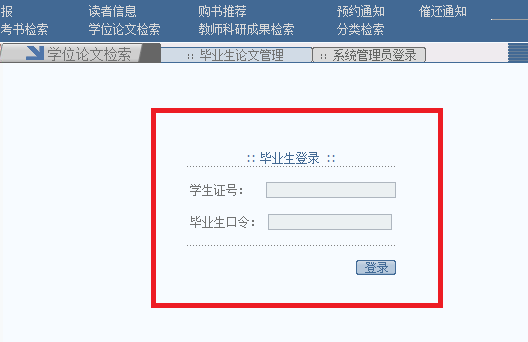 报 读者信息 购书推荐 预约通知 催还通知
考书检索 学位论文检索 教师科研成果检索 分类检索
学位论文检索 :: 毕业生论文管理 :: 系统管理员登录
:: 毕业生登录 ::
学生证号：
毕业生口令：
登录